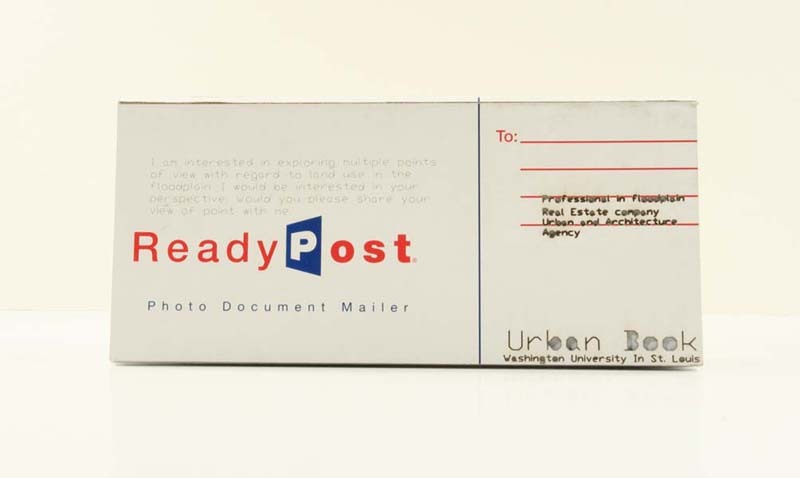 I am interested in exploring multiple points
of view with regard to land use in the
floodplain. I would be interested in your
perspective. Would you please share your
view of point with me
ReadyPost®
Photo Document Mailer
To:
Professional in floodplain
Real Estate company
Urban and Architecture
Agency
Urban Book
Washington University In St. Louis